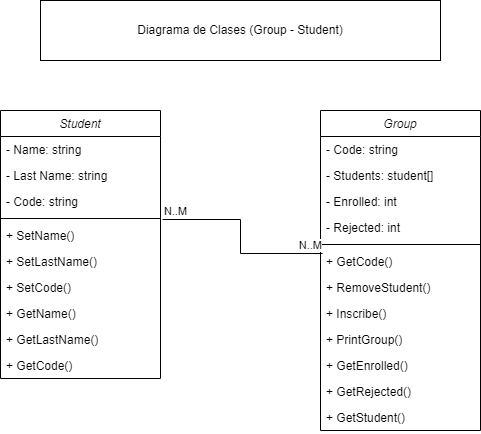 Diagrama de Clases (Group - Student)
Student
- Name: string
- Last Name: string
- Code: string
+ SetName()
+ SetLastName()
+ SetCode()
+ GetName()
+ GetLastName()
+ GetCode()
N..M
N..M
Group
- Code: string
- Students: student[]
- Enrolled: int
- Rejected: int
+ GetCode()
+ RemoveStudent()
+ Inscribe()
+ PrintGroup()
+ GetEnrolled()
+ GetRejected()
+ GetStudent()